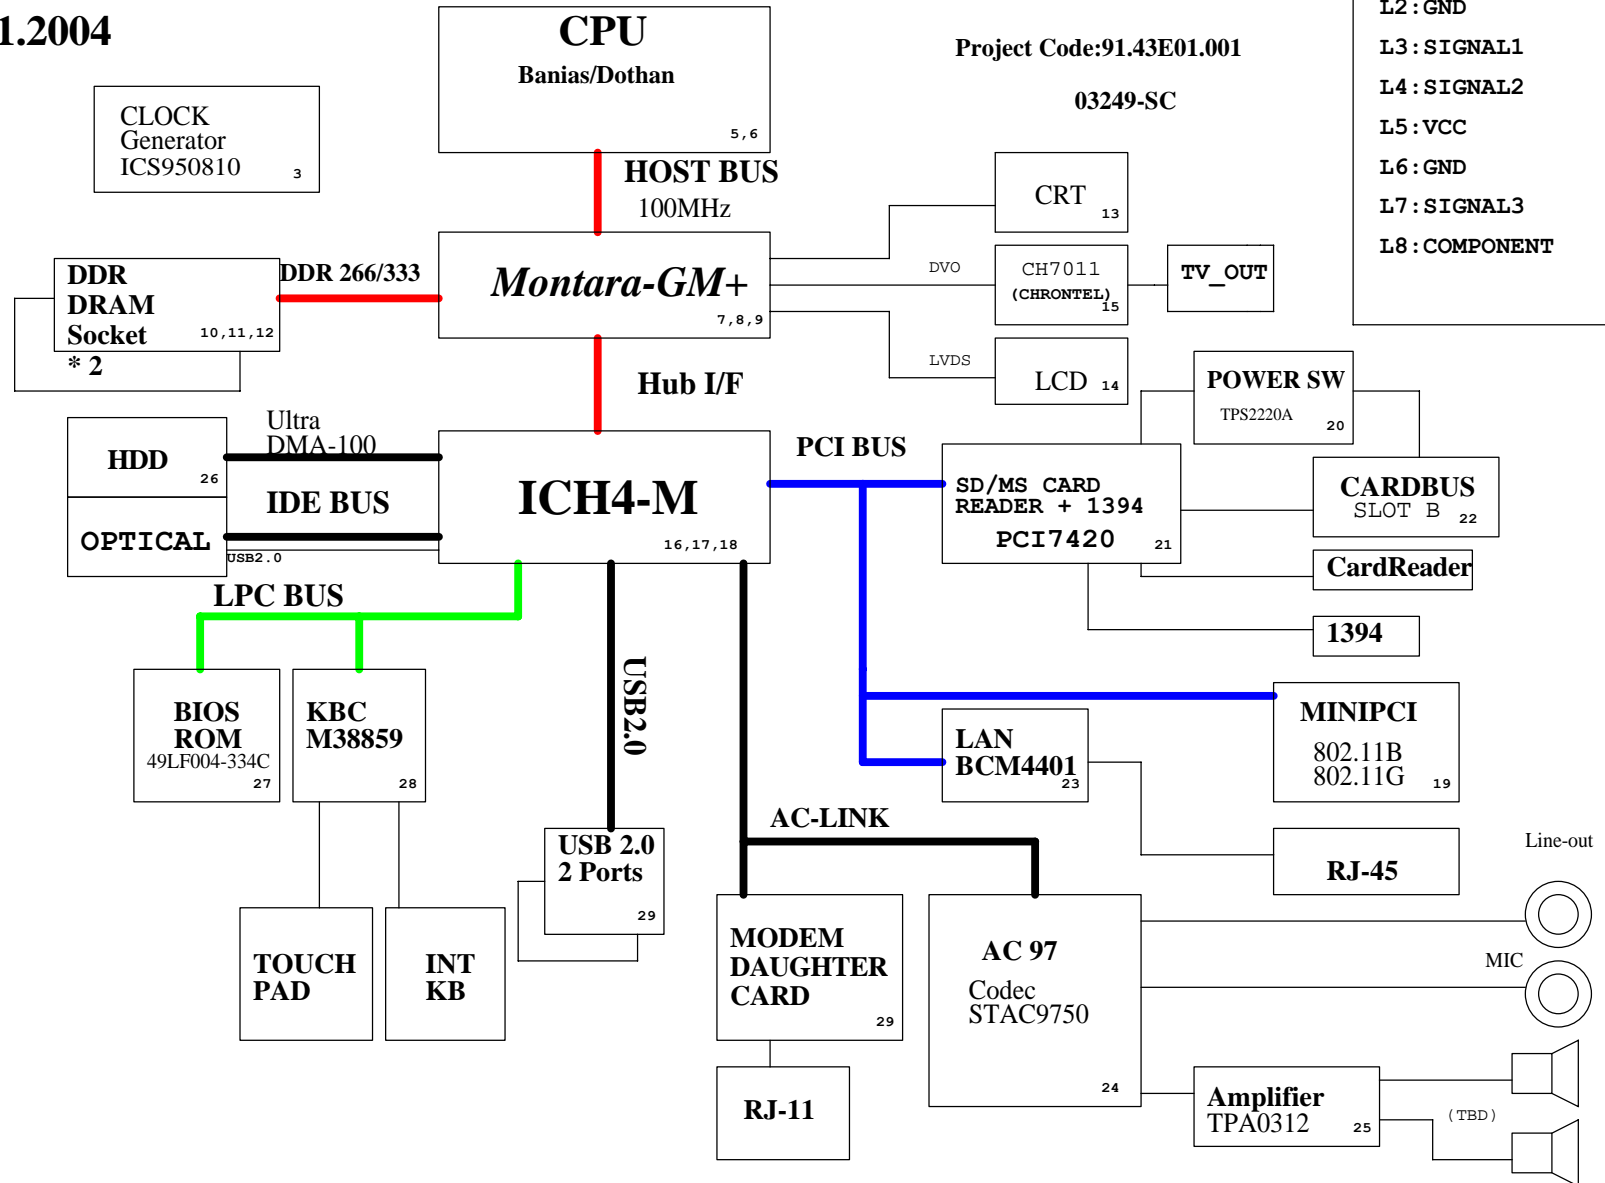 1.2004
CPU
Banias/Dothan
5,6
Project Code:91.43E01.001
03249-SC
L2:GND
L3:SIGNAL1
L4:SIGNAL2
L5:VCC
L6:GND
L7:SIGNAL3
L8:COMPONENT
CLOCK
Generator
ICS950810
3
HOST BUS
100MHz
CRT
13
DDR
DRAM
Socket
* 2
10,11,12
DDR 266/333
Montara-GM+
7,8,9
DVO
CH7011
(CHRONTEL)
15
TV_OUT
LVDS
LCD
14
Hub I/F
POWER SW
TPS2220A
20
HDD
26
Ultra
DMA-100
IDE BUS
OPTICAL
USB2.0
ICH4-M
16,17,18
PCI BUS
SD/MS CARD
READER + 1394
PCI7420
21
CARDBUS
SLOT B
22
CardReader
1394
LPC BUS
BIOS
ROM
49LF004-334C
27
KBC
M38859
28
USB2.0
LAN
BCM4401
23
MINIPCI
802.11B
802.11G
19
AC-LINK
USB 2.0
2 Ports
29
RJ-45
Line-out
TOUCH
PAD
INT
KB
MODEM
DAUGHTER
CARD
29
AC 97
Codec
STAC9750
24
MIC
RJ-11
Amplifier
TPA0312
25
(TBD)